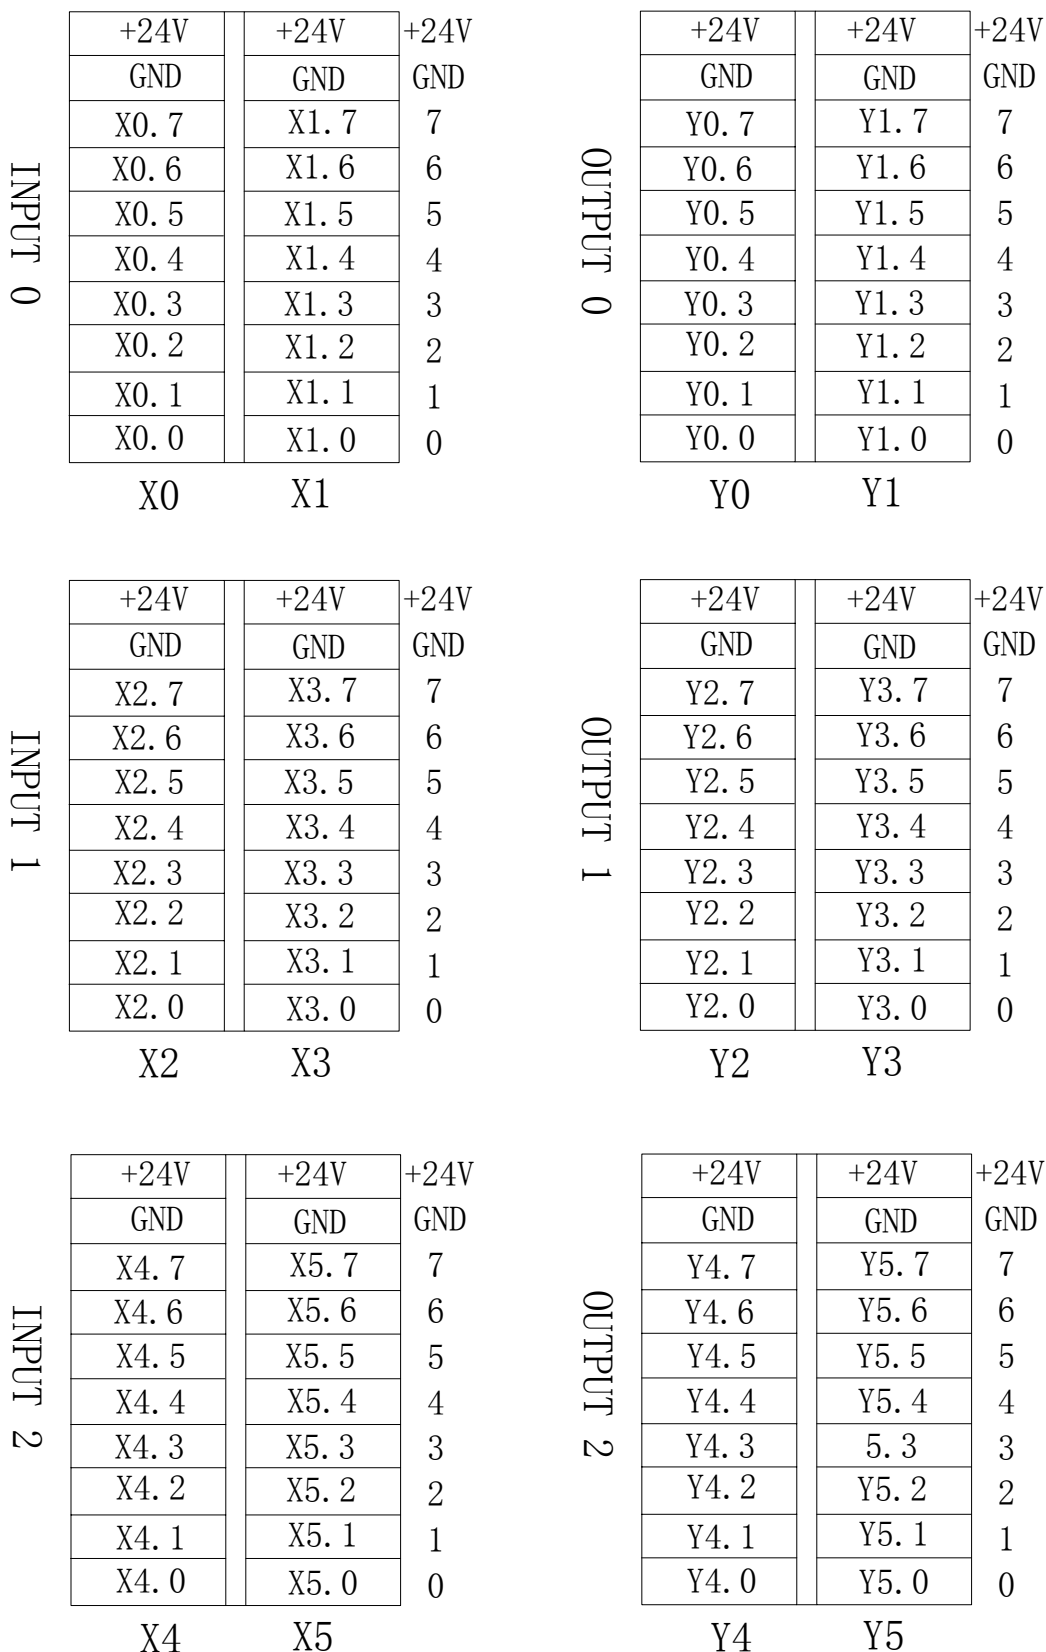 INPUT 0
+24V +24V +24V
GND GND GND
X0.7 X1.7 7
X0.6 X1.6 6
X0.5 X1.5 5
X0.4 X1.4 4
X0.3 X1.3 3
X0.2 X1.2 2
X0.1 X1.1 1
X0.0 X1.0 0
X0 X1
OUTPUT 0
+24V +24V +24V
GND GND GND
Y0.7 Y1.7 7
Y0.6 Y1.6 6
Y0.5 Y1.5 5
Y0.4 Y1.4 4
Y0.3 Y1.3 3
Y0.2 Y1.2 2
Y0.1 Y1.1 1
Y0.0 Y1.0 0
Y0 Y1
INPUT 1
+24V +24V +24V
GND GND GND
X2.7 X3.7 7
X2.6 X3.6 6
X2.5 X3.5 5
X2.4 X3.4 4
X2.3 X3.3 3
X2.2 X3.2 2
X2.1 X3.1 1
X2.0 X3.0 0
X2 X3
OUTPUT 1
+24V +24V +24V
GND GND GND
Y2.7 Y3.7 7
Y2.6 Y3.6 6
Y2.5 Y3.5 5
Y2.4 Y3.4 4
Y2.3 Y3.3 3
Y2.2 Y3.2 2
Y2.1 Y3.1 1
Y2.0 Y3.0 0
Y2 Y3
INPUT 2
+24V +24V +24V
GND GND GND
X4.7 X5.7 7
X4.6 X5.6 6
X4.5 X5.5 5
X4.4 X5.4 4
X4.3 X5.3 3
X4.2 X5.2 2
X4.1 X5.1 1
X4.0 X5.0 0
X4 X5
OUTPUT 2
+24V +24V +24V
GND GND GND
Y4.7 Y5.7 7
Y4.6 Y5.6 6
Y4.5 Y5.5 5
Y4.4 Y5.4 4
Y4.3 5.3 3
Y4.2 Y5.2 2
Y4.1 Y5.1 1
Y4.0 Y5.0 0
Y4 Y5